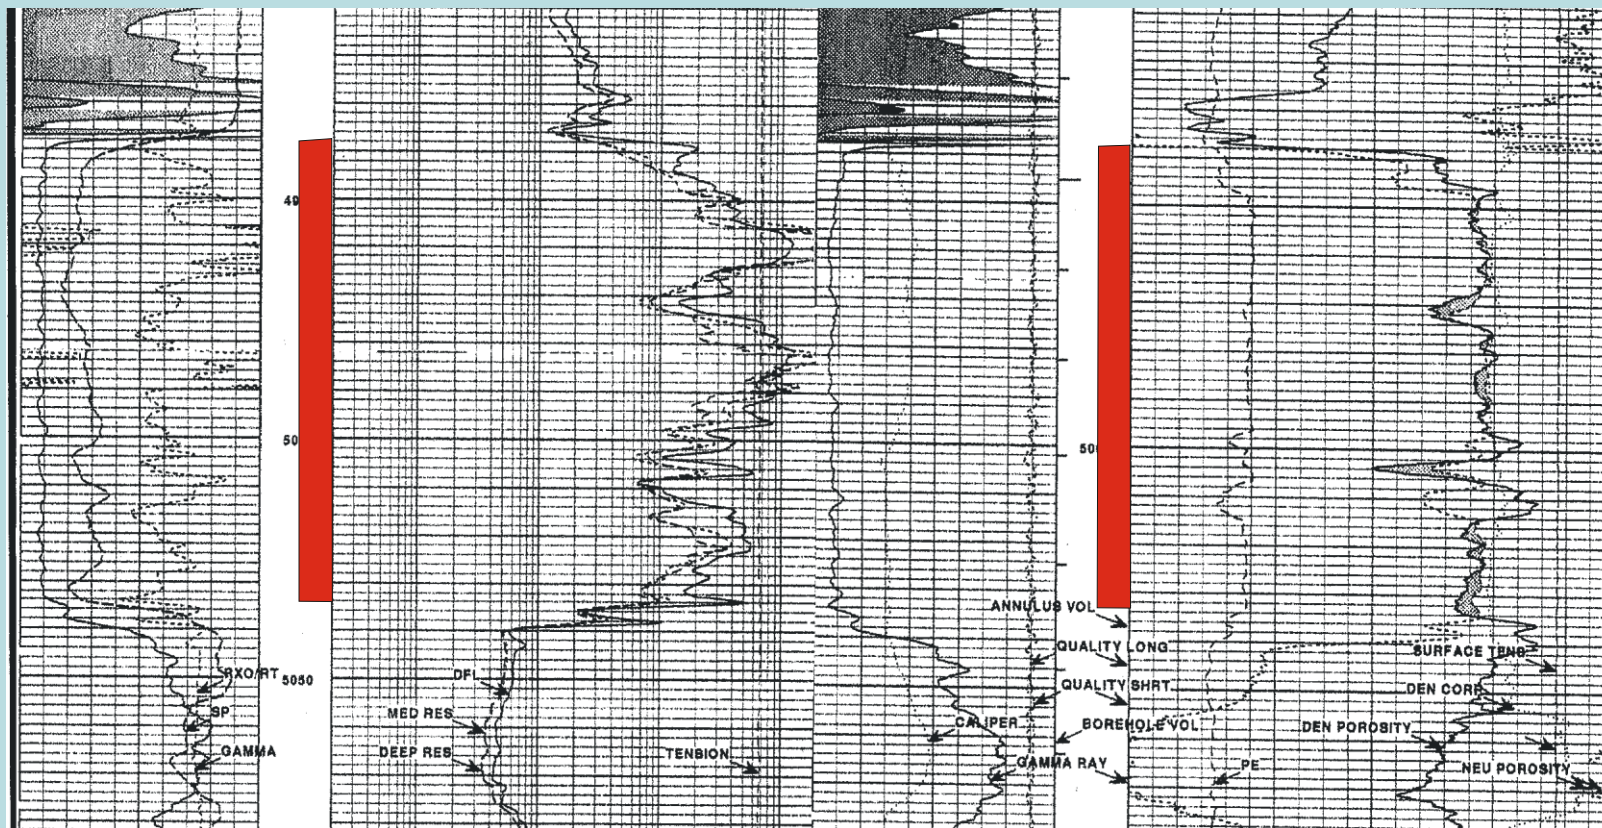 49
50
500
ANNULUS VOL
QUALITY LONG
SURFACE TENS
RXO/RT
5050
DFL
QUALITY SHRT
DEN CORR
SP
MED RES
CALIPER
BOREHOLE VOL
DEN POROSITY
GAMMA
DEEP RES
TENSION
GAMMA RAY
PE
NEU POROSITY